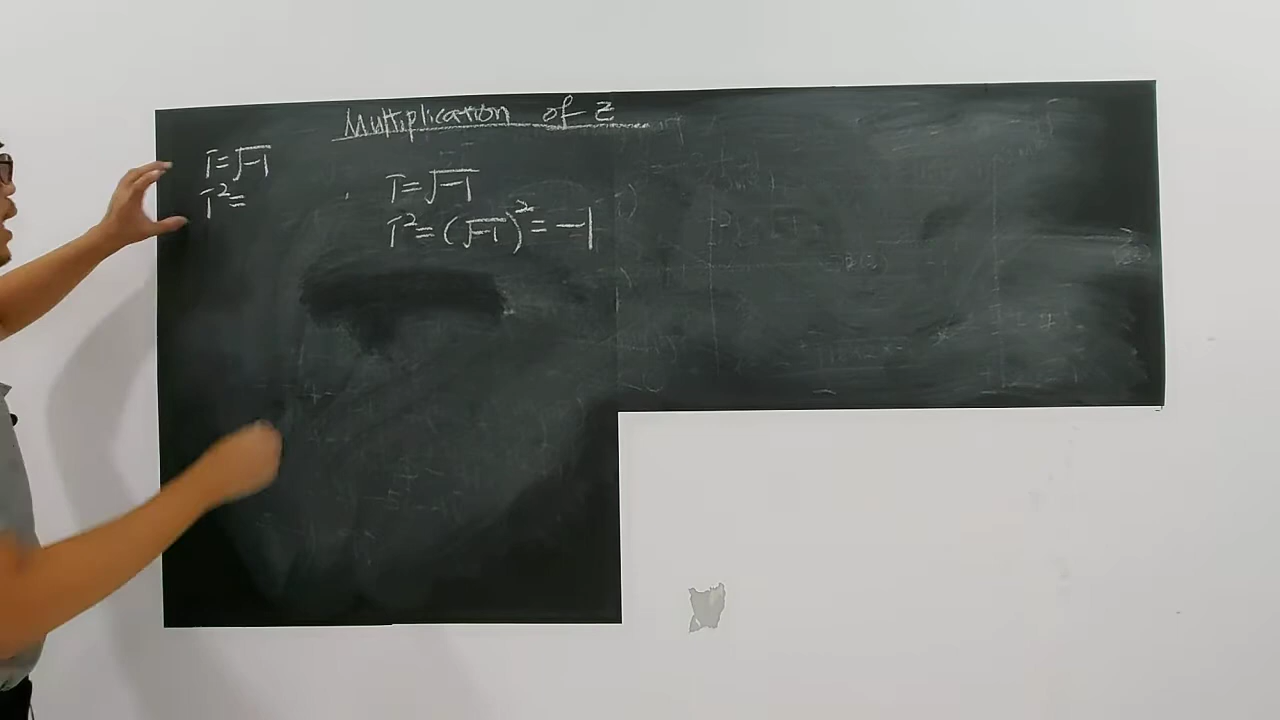 Multiplication of z
i=√-1
i²=
i=√-1
i²=(√-1)²=-1